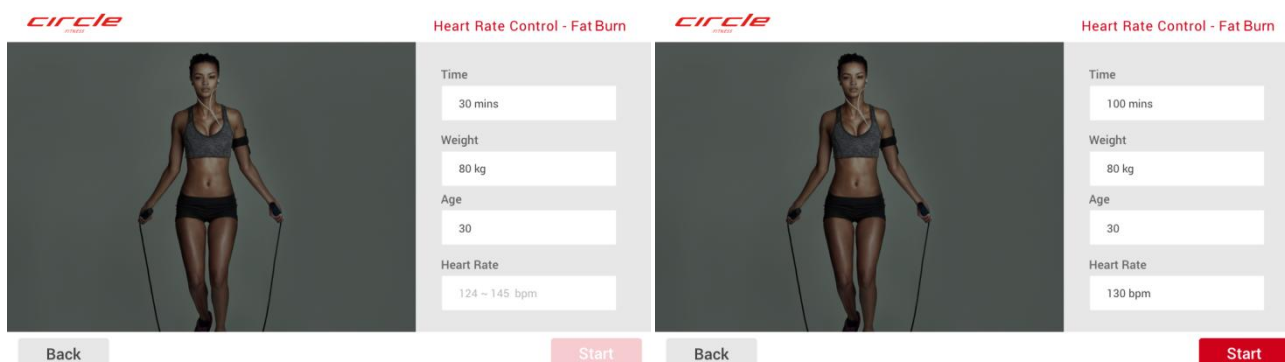 circle
FITNESS
Heart Rate Control - Fat Burn
Time
30 mins
Weight
80 kg
Age
30
Heart Rate
124 ~ 145 bpm
Back
Start
circle
FITNESS
Heart Rate Control - Fat Burn
Time
100 mins
Weight
80 kg
Age
30
Heart Rate
130 bpm
Back
Start